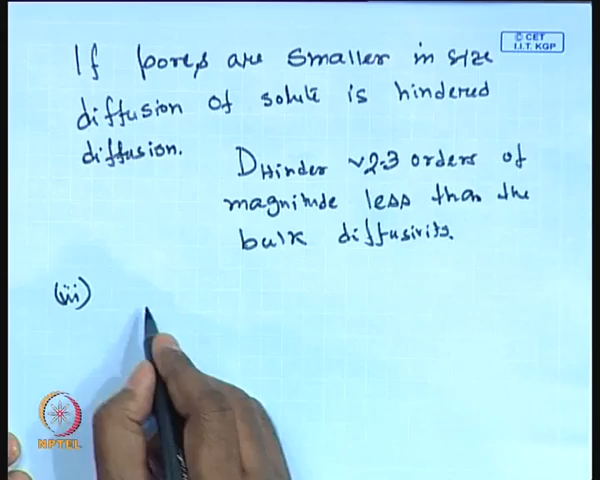 © CET
I.I.T. KGP
If pores are smaller in size
diffusion of solute is hindered
diffusion.
DHinder ~2-3 orders of
magnitude less than the
bulk diffusivity.
(iii)
NPTEL